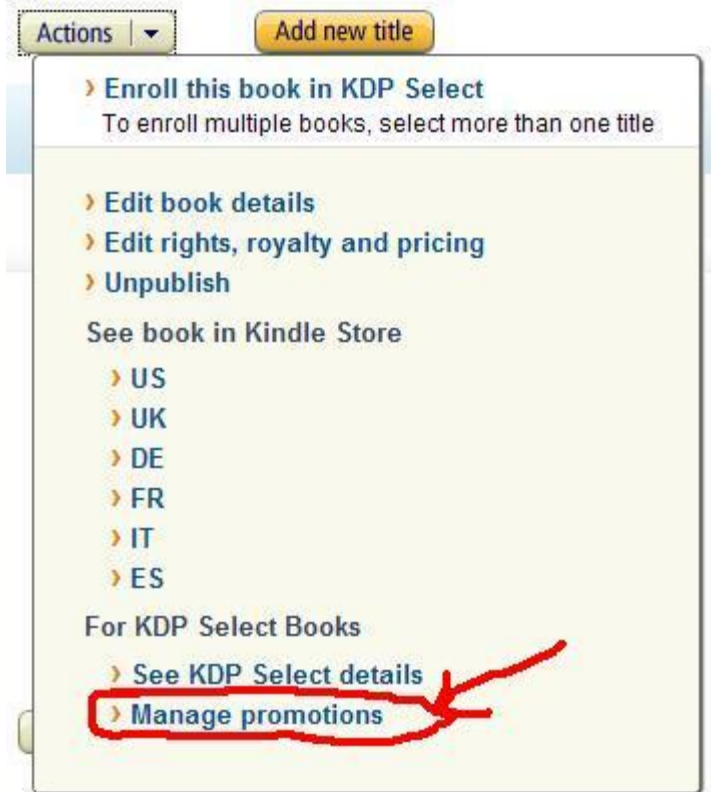 Actions
Add new title
Enroll this book in KDP Select
To enroll multiple books, select more than one title
Edit book details
Edit rights, royalty and pricing
Unpublish
See book in Kindle Store
US
UK
DE
FR
IT
ES
For KDP Select Books
See KDP Select details
Manage promotions